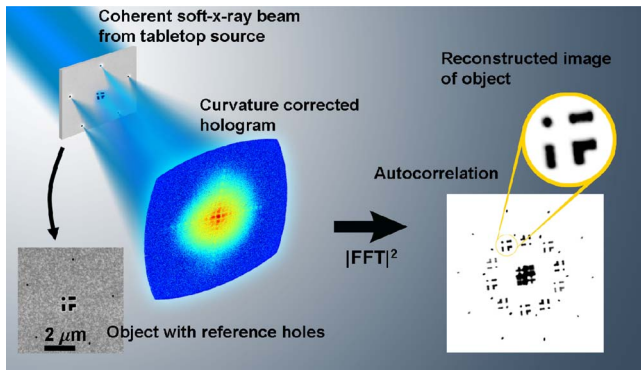 Coherent soft-x-ray beam
from tabletop source
Reconstructed image
of object
Curvature corrected
hologram
Autocorrelation
|FFT|²
2 μm
Object with reference holes